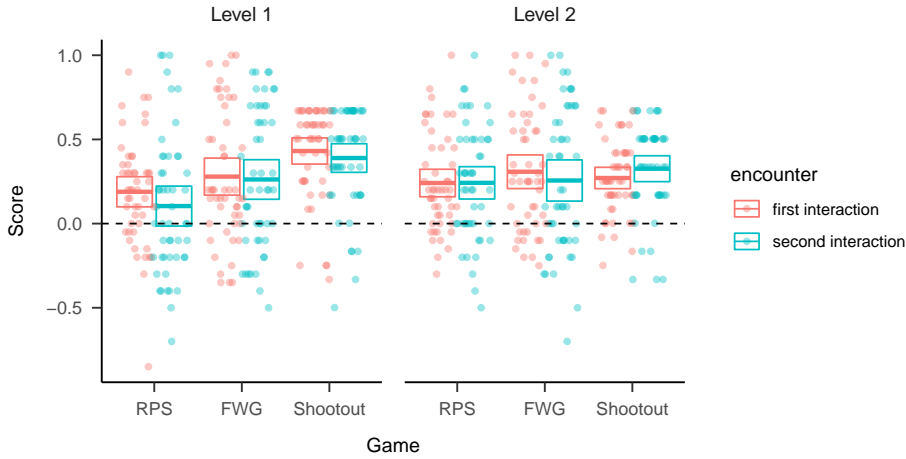 Level 1
Level 2
1.0
0.5
0.0
−0.5
Score
RPS
FWG
Shootout
RPS
FWG
Shootout
Game
encounter
first interaction
second interaction